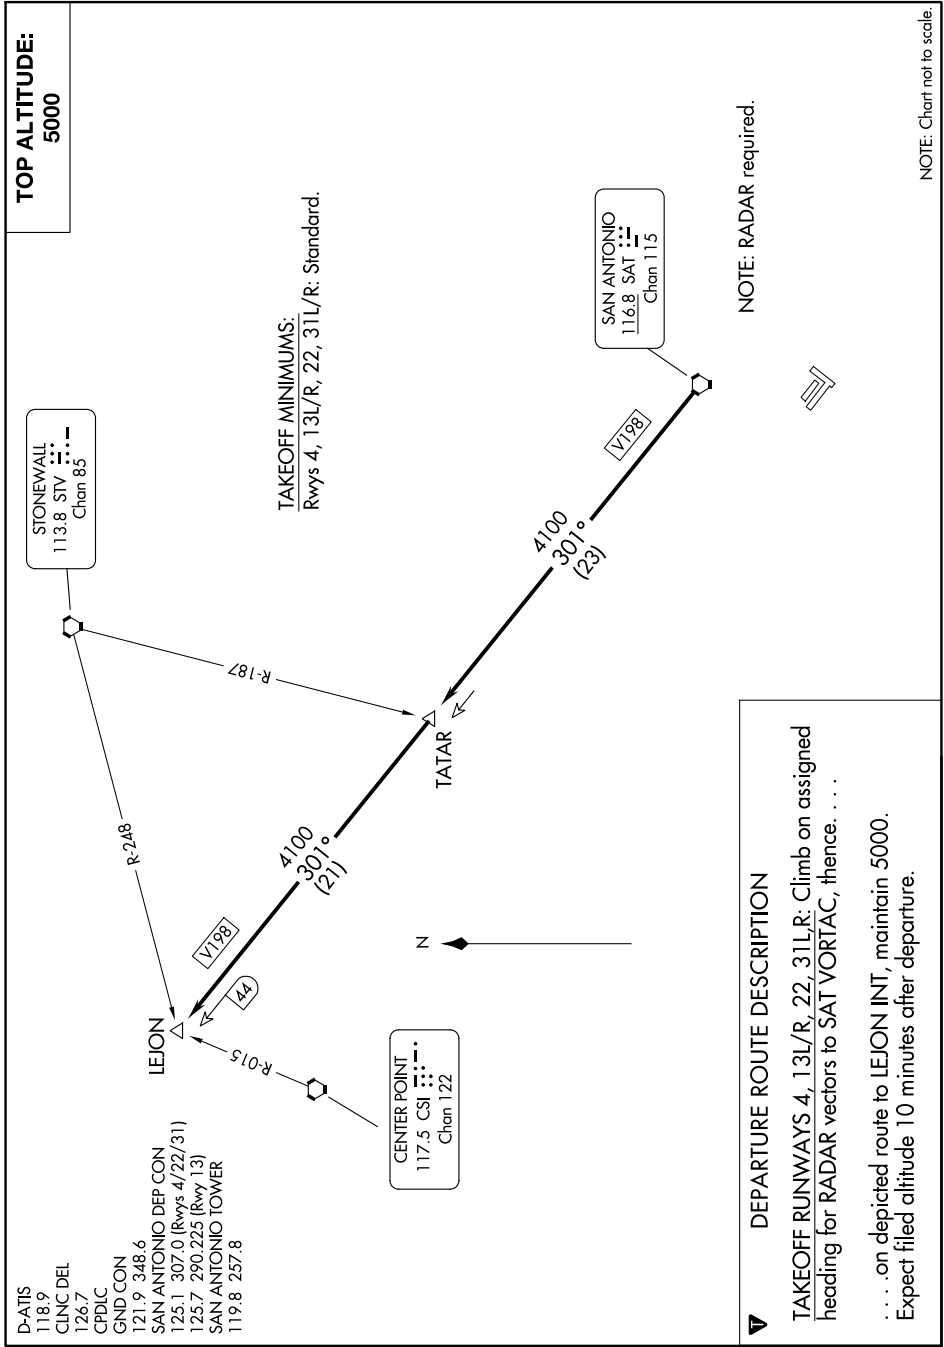 TOP ALTITUDE:
5000
D-ATIS
118.9
CLNC DEL
126.7
CPDLC
GND CON
121.9 348.6
SAN ANTONIO DEP CON
125.1 307.0 (Rwys 4/22/31)
125.7 290.225 (Rwy 13)
SAN ANTONIO TOWER
119.8 257.8
STONEWALL
113.8 STV
Chan 85
R-248
R-187
LEJON
V198
44
R-015
4100
301°
(21)
CENTER POINT
117.5 CSI
Chan 122
N
TATAR
TAKEOFF MINIMUMS:
Rwys 4, 13L/R, 22, 31L/R: Standard.
4100
301°
(23)
V198
SAN ANTONIO
116.8 SAT
Chan 115
NOTE: RADAR required.
DEPARTURE ROUTE DESCRIPTION
T
TAKEOFF RUNWAYS 4, 13L/R, 22, 31L,R: Climb on assigned
heading for RADAR vectors to SAT VORTAC, thence. . . .
. . . .on depicted route to LEJON INT, maintain 5000.
Expect filed altitude 10 minutes after departure.
NOTE: Chart not to scale.